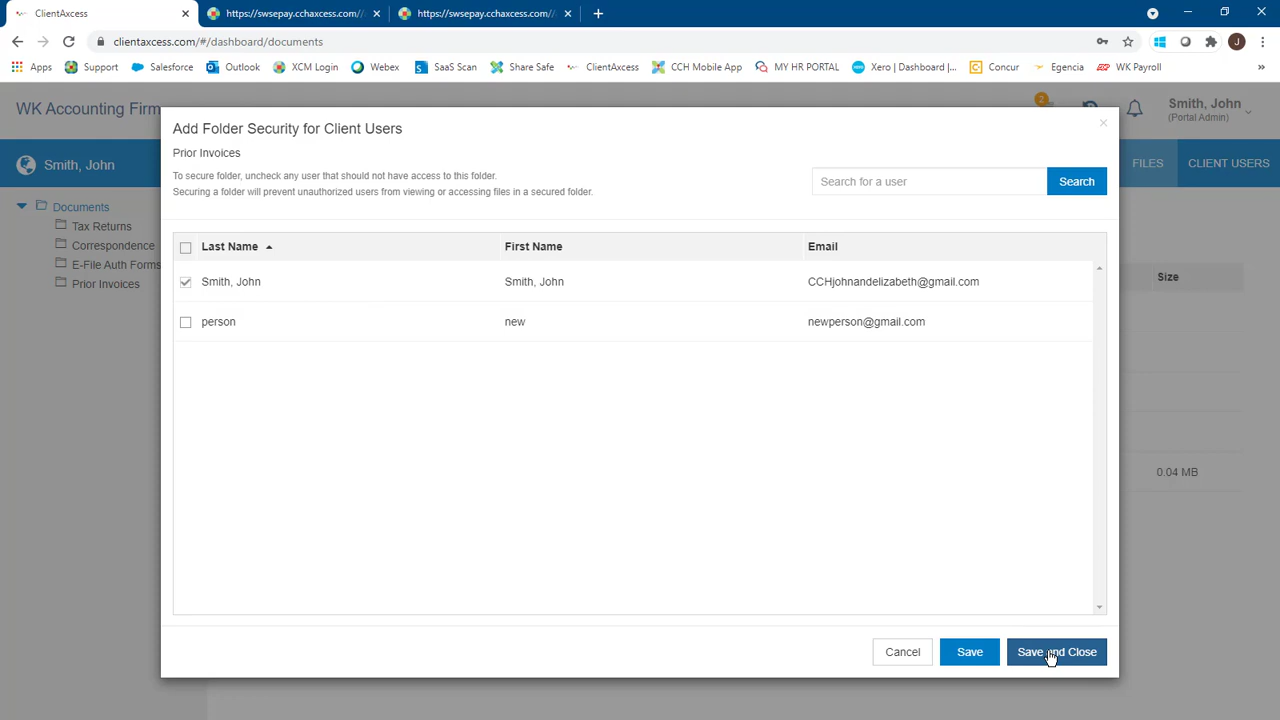 ClientAxcess
https://swsepay.cchaxcess.com//
https://swsepay.cchaxcess.com//
clientaxcess.com/#/dashboard/documents
Apps
Support
Salesforce
Outlook
XCM Login
Webex
SaaS Scan
Share Safe
ClientAxcess
CCH Mobile App
MY HR PORTAL
Xero | Dashboard |...
Concur
Egencia
WK Payroll
»
WK Accounting Firm
2
Smith, John
(Portal Admin)
Smith, John
FILES
CLIENT USERS
Documents
Tax Returns
Correspondence
E-File Auth Forms
Prior Invoices
Size
0.04 MB
Add Folder Security for Client Users
Prior Invoices
To secure folder, uncheck any user that should not have access to this folder.
Securing a folder will prevent unauthorized users from viewing or accessing files in a secured folder.
Search for a user
Search
Last Name
First Name
Email
Smith, John
Smith, John
CCHjohnandelizabeth@gmail.com
person
new
newperson@gmail.com
Cancel
Save
Save and Close